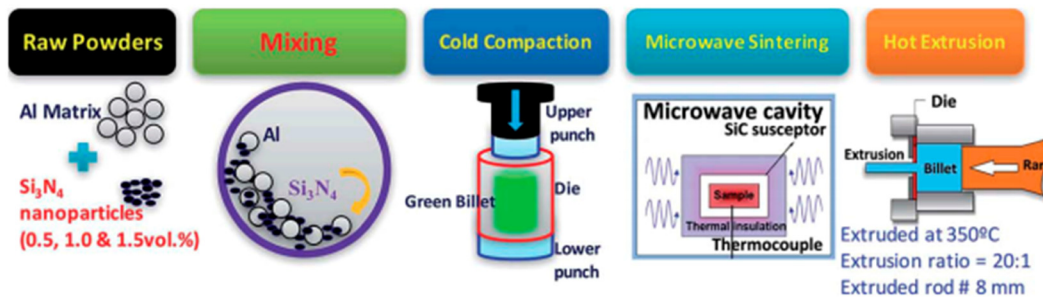 Raw Powders
Mixing
Cold Compaction
Microwave Sintering
Hot Extrusion
Al Matrix
Si₃N₄
nanoparticles
(0.5, 1.0 & 1.5vol.%)
Al
Si₃N₄
Upper
punch
Die
Green Billet
Lower
punch
Microwave cavity
SiC susceptor
Sample
Thermal insulation
Thermocouple
Die
Extrusion
Billet
Ram
Extruded at 350ºC
Extrusion ratio = 20:1
Extruded rod # 8 mm